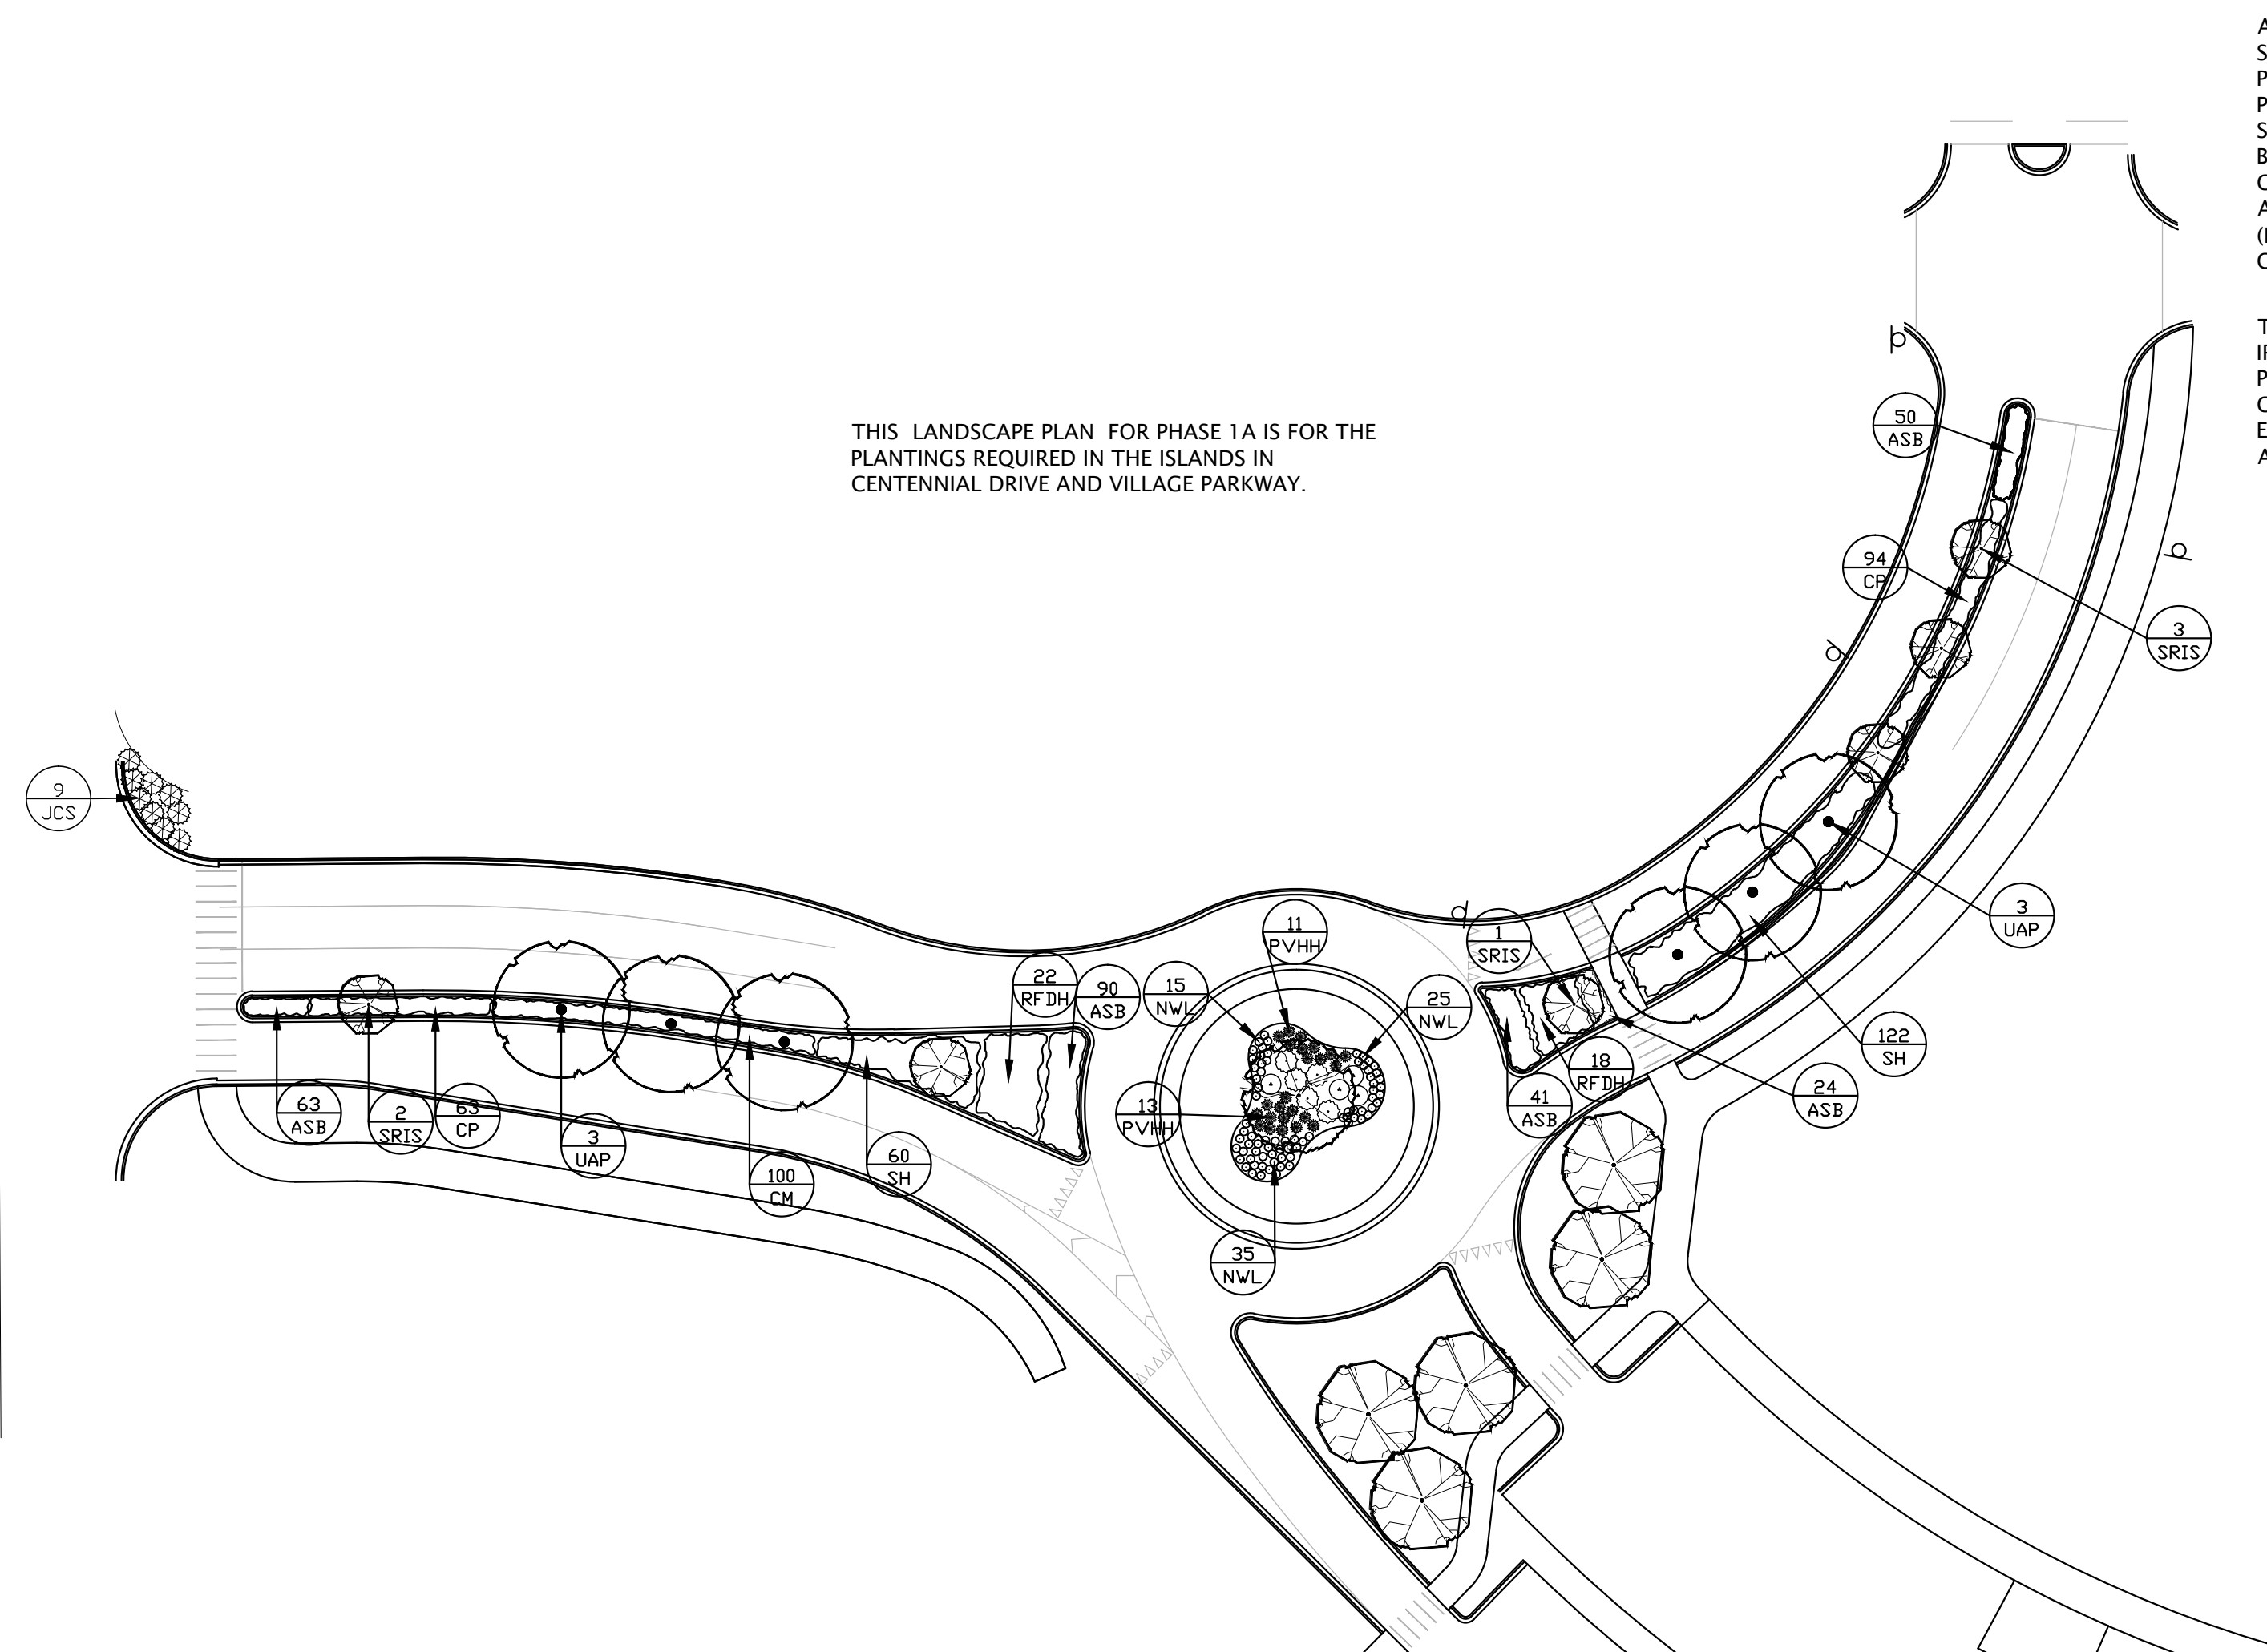 THIS LANDSCAPE PLAN FOR PHASE 1A IS FOR THE
PLANTINGS REQUIRED IN THE ISLANDS IN
CENTENNIAL DRIVE AND VILLAGE PARKWAY.
50
ASB
94
CP
3
SRIS
9
JCS
3
UAP
11
PVHH
1
SRIS
22
RFDH
90
ASB
15
NWL
25
NWL
122
SH
18
RFDH
24
ASB
41
ASB
13
PVHH
63
ASB
2
SRIS
63
CP
3
UAP
60
SH
100
CM
35
NWL